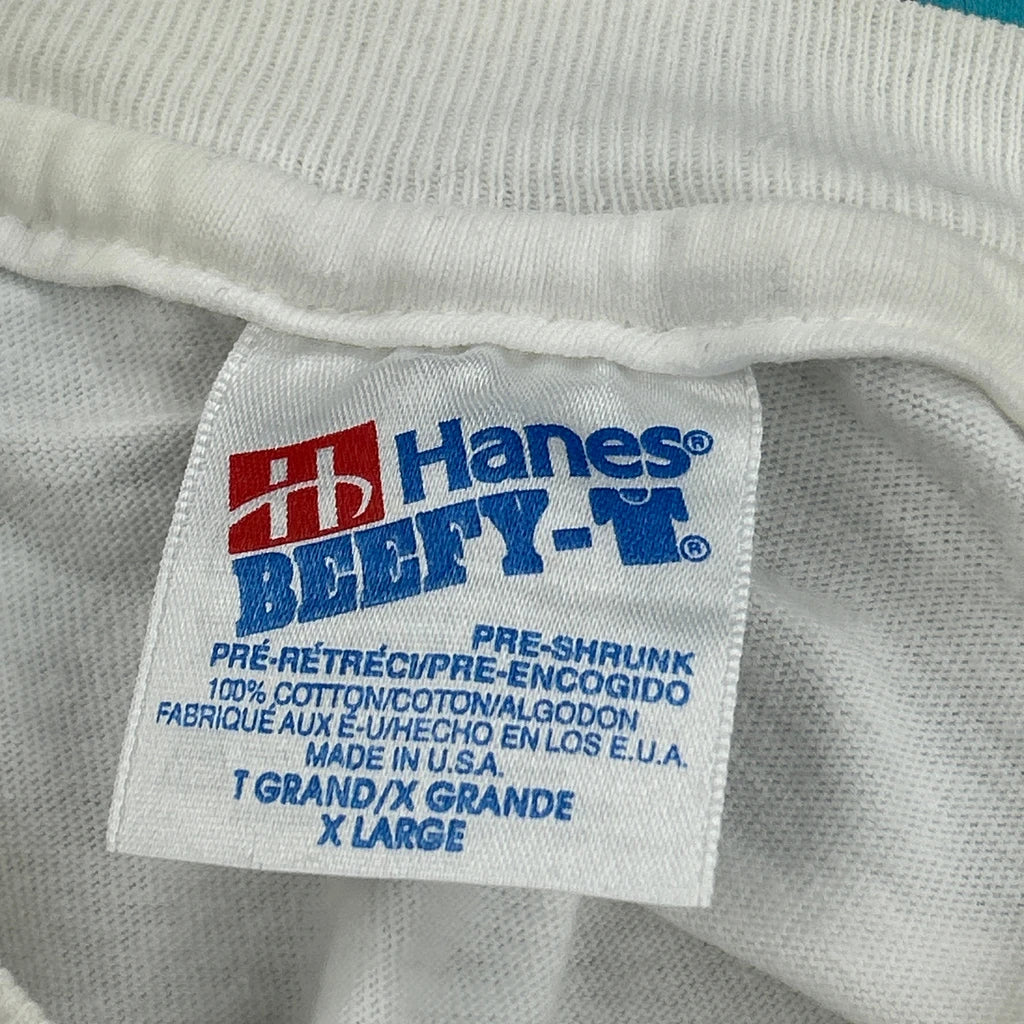 Hanes®
BEEFY-T®
PRE-SHRUNK
PRÉ-RÉTRÉCI/PRE-ENCOGIDO
100% COTTON/COTON/ALGODON
FABRIQUÉ AUX É-U/HECHO EN LOS E.U.A.
MADE IN U.S.A.
T GRAND/X GRANDE
X LARGE